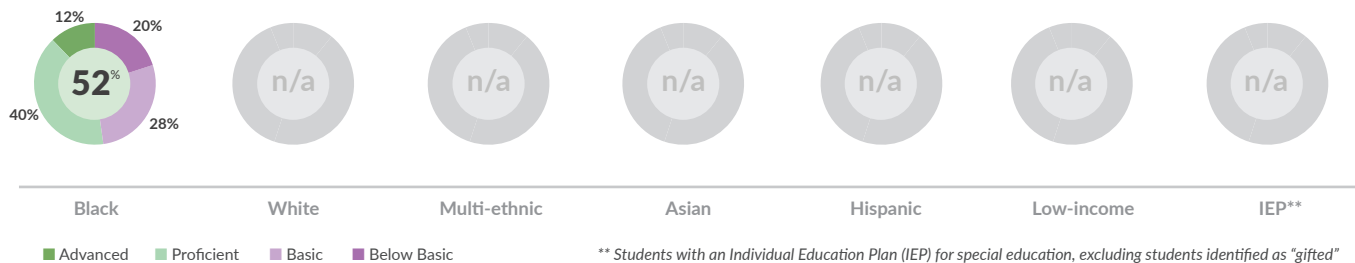 12%
20%
52%
40%
28%
n/a
n/a
n/a
n/a
n/a
n/a
Black White Multi-ethnic Asian Hispanic Low-income IEP**
Advanced Proficient Basic Below Basic
** Students with an Individual Education Plan (IEP) for special education, excluding students identified as “gifted”